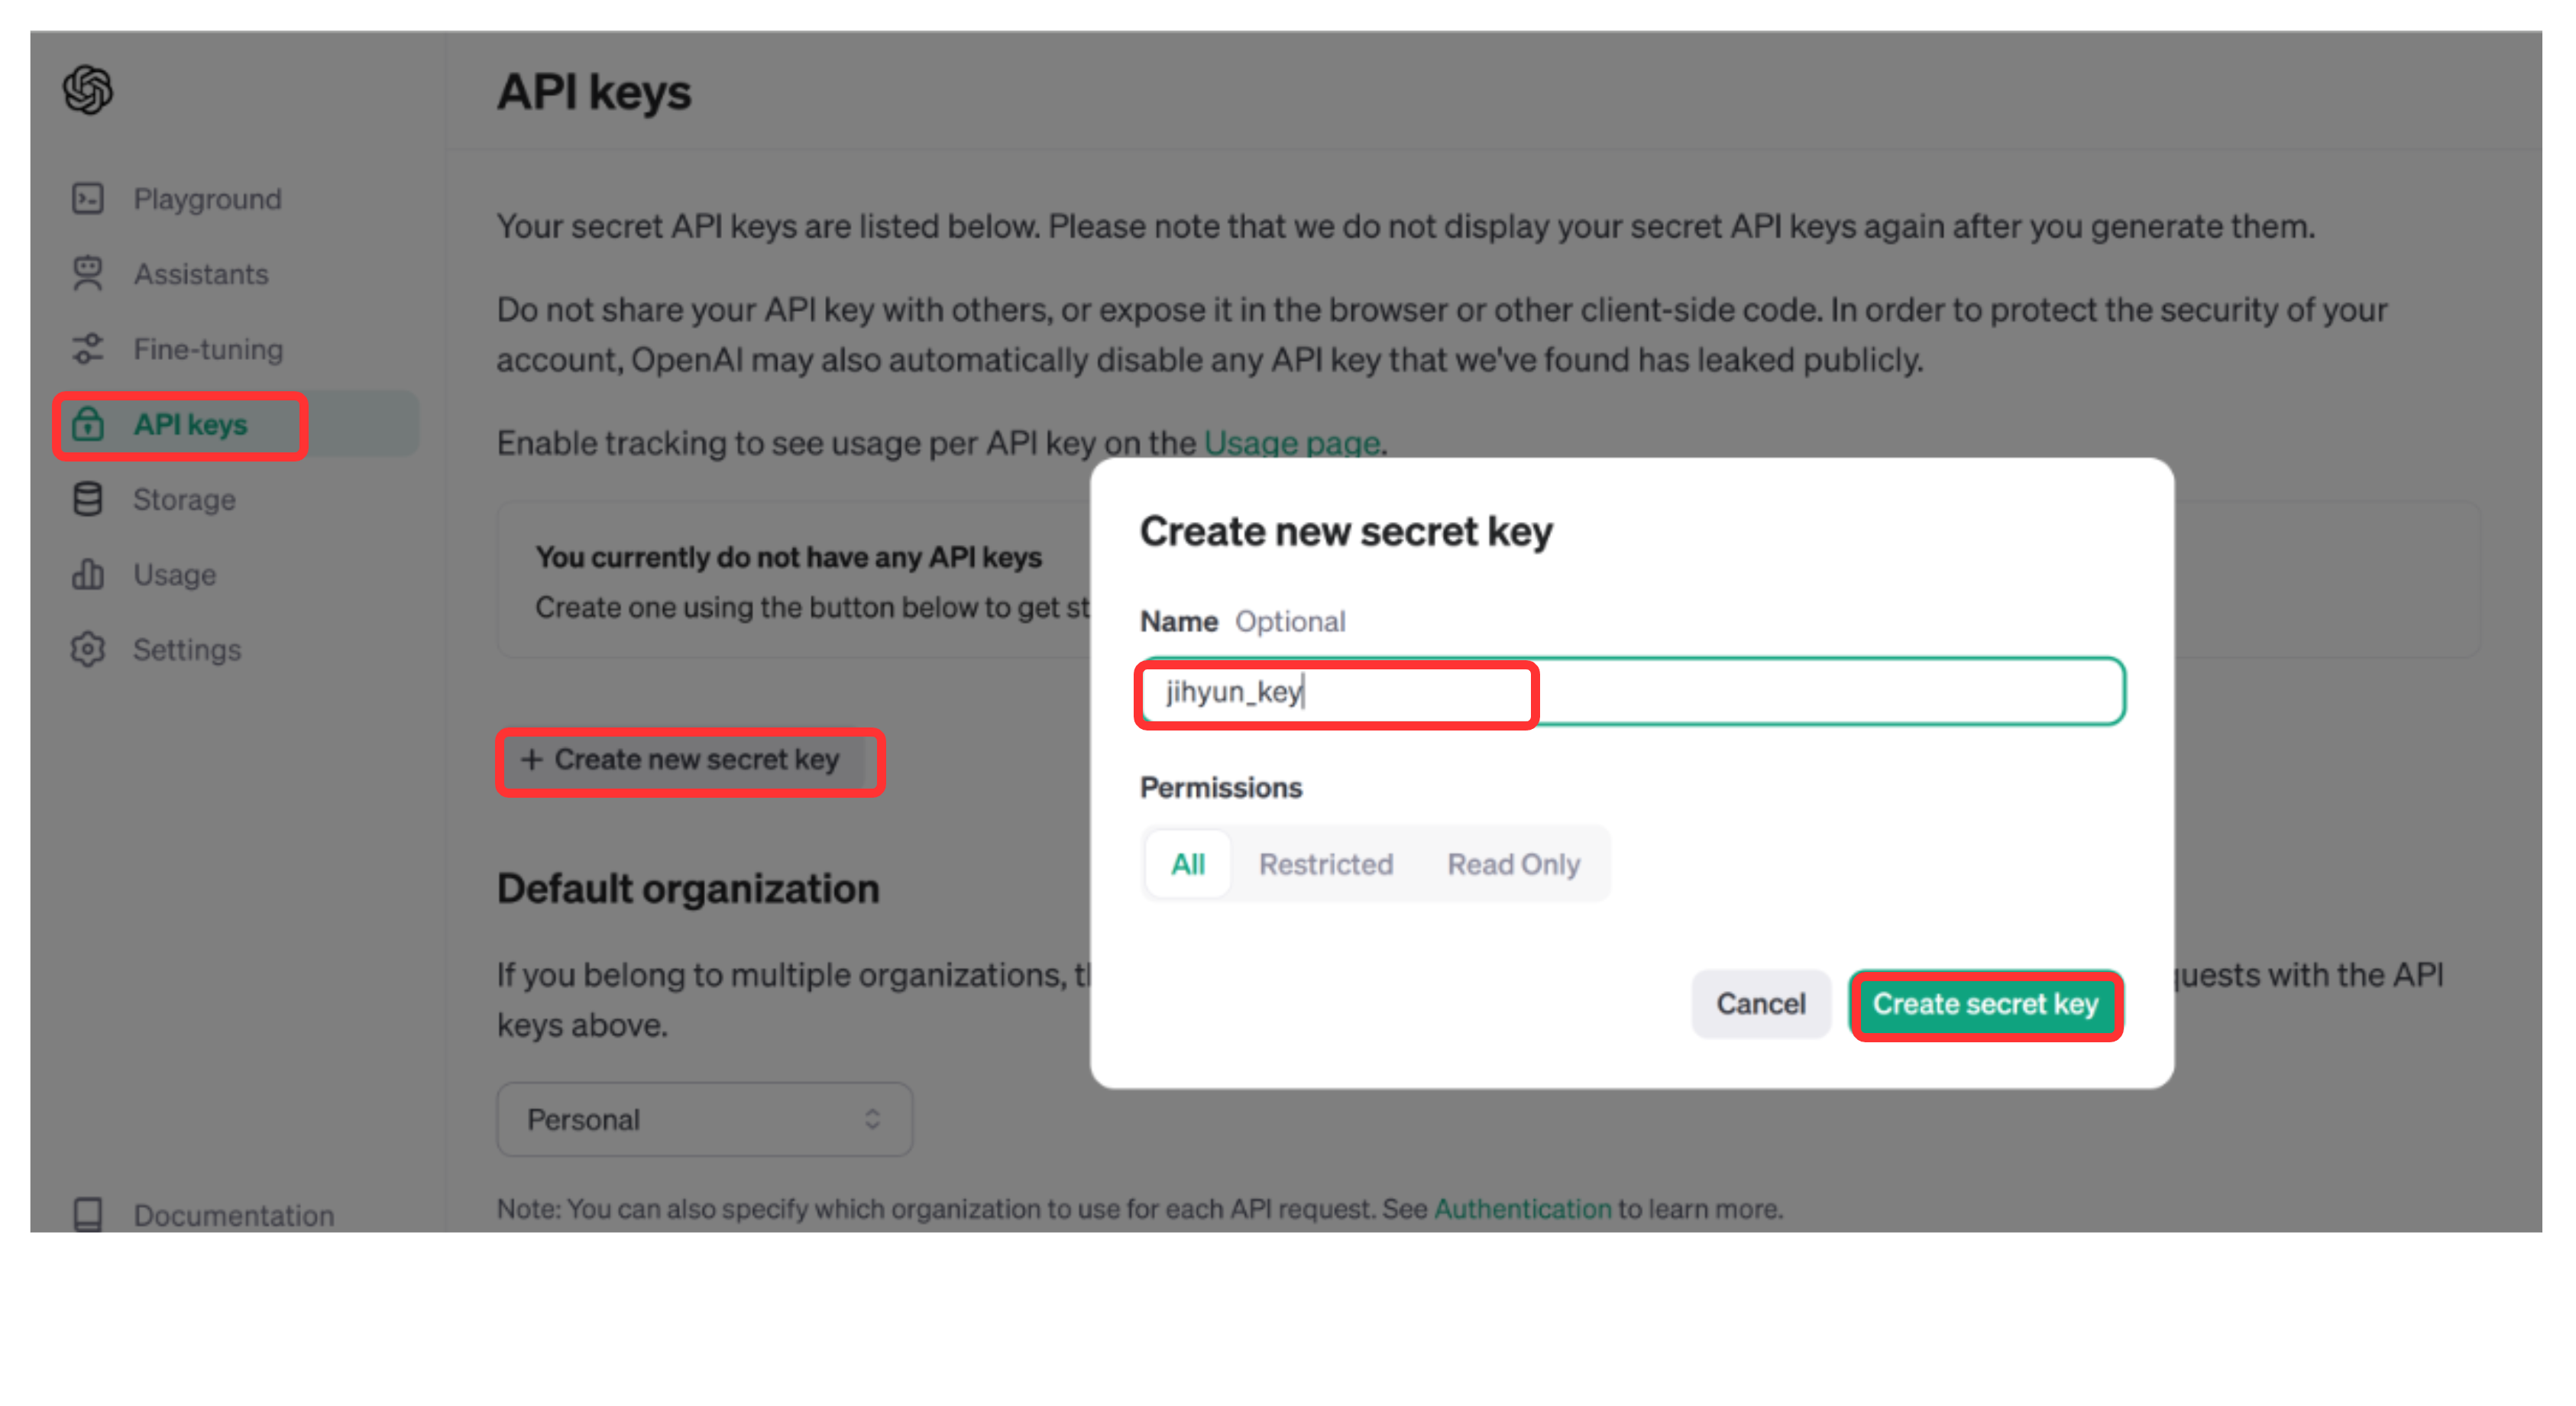 API keys
Playground
Assistants
Fine-tuning
API keys
Storage
Usage
Settings
Documentation
Your secret API keys are listed below. Please note that we do not display your secret API keys again after you generate them.
Do not share your API key with others, or expose it in the browser or other client-side code. In order to protect the security of your
account, OpenAI may also automatically disable any API key that we've found has leaked publicly.
Enable tracking to see usage per API key on the Usage page.
You currently do not have any API keys
Create one using the button below to get st
+ Create new secret key
Default organization
If you belong to multiple organizations, quests with the API
keys above.
Personal
Note: You can also specify which organization to use for each API request. See Authentication to learn more.
Create new secret key
Name Optional
jihyun_key
Permissions
All Restricted Read Only
Cancel Create secret key